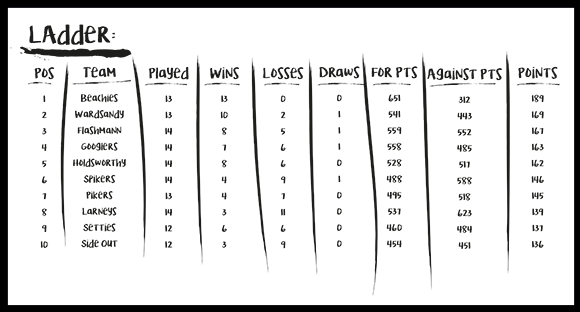 LAdder:
POS TEAM PlAyed WINS LOSSES DRAWS FOR PTS AGAINST PTS POINTS
1 BEACHIES 13 13 0 0 651 312 189
2 WARDSANDY 13 10 2 1 541 443 169
3 FLASHMANN 14 8 5 1 559 552 167
4 GOOGLERS 14 7 6 1 558 485 163
5 HOLDSWORTHY 14 8 6 0 528 517 162
6 SPIKERS 14 4 9 1 488 588 146
7 PIKERS 13 4 7 0 495 518 145
8 LARNEYS 14 3 11 0 537 623 139
9 SETTIES 12 6 6 0 460 484 137
10 SIDE OUT 12 3 9 0 454 451 136